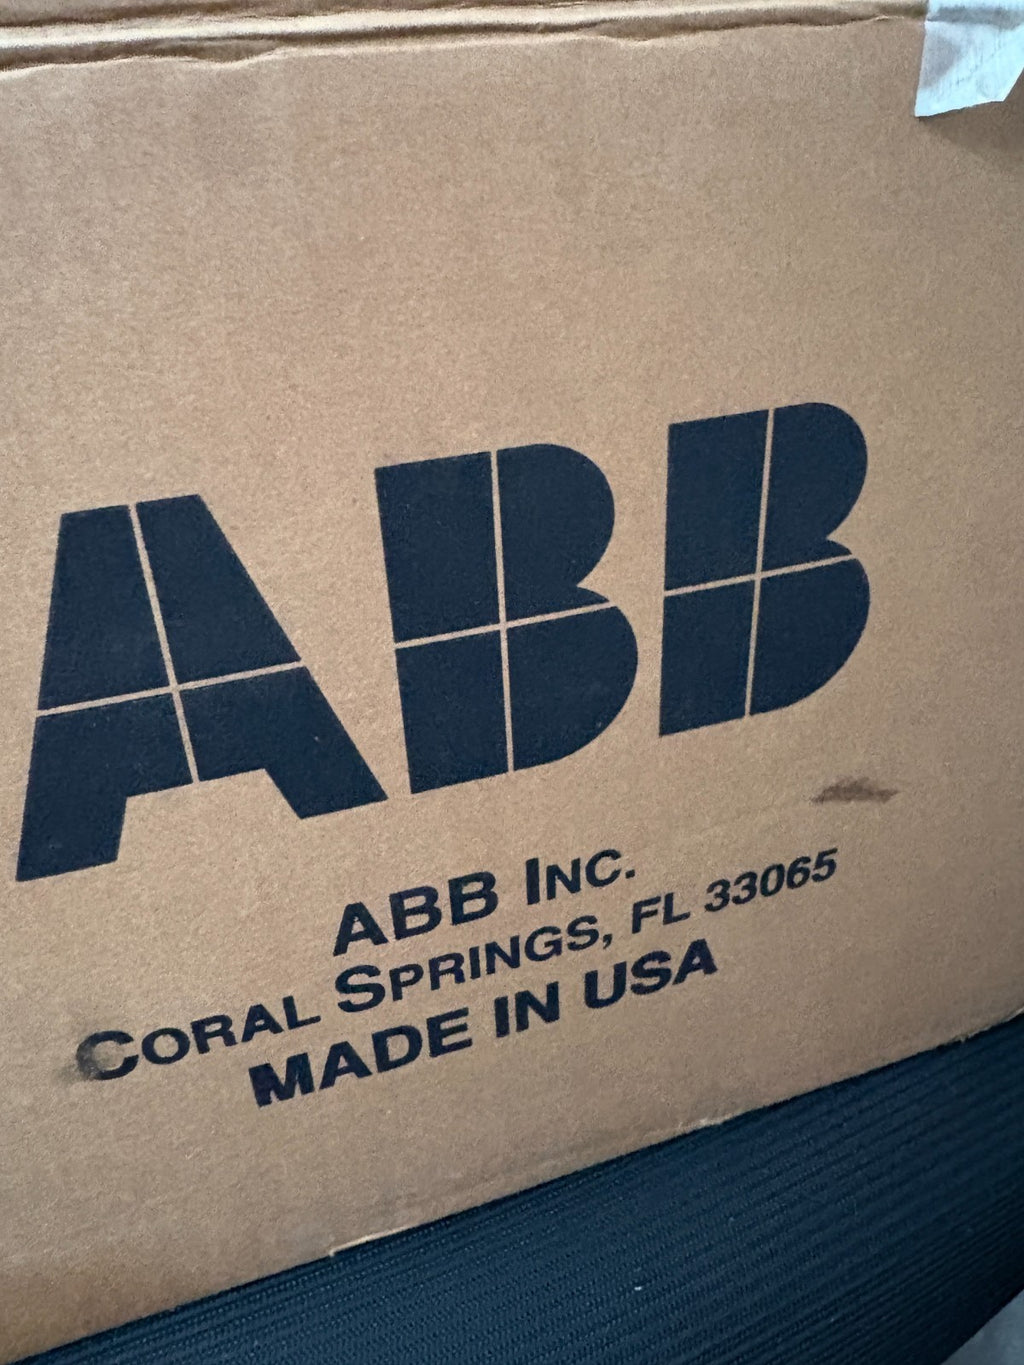 ABB
ABB INC.
CORAL SPRINGS, FL 33065
MADE IN USA